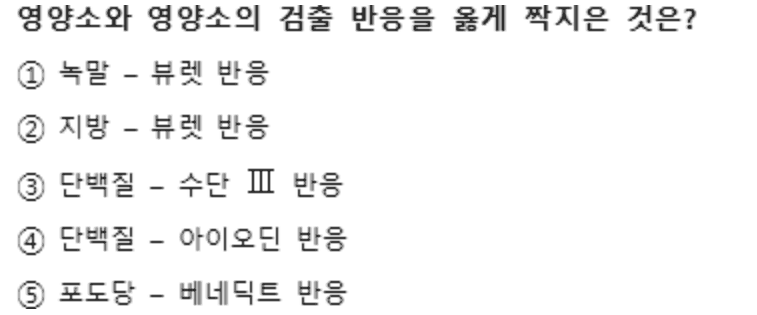 영양소와 영양소의 검출 반응을 옳게 짝지은 것은?
① 녹말 – 뷰렛 반응
② 지방 – 뷰렛 반응
③ 단백질 – 수단 Ⅲ 반응
④ 단백질 – 아이오딘 반응
⑤ 포도당 – 베네딕트 반응